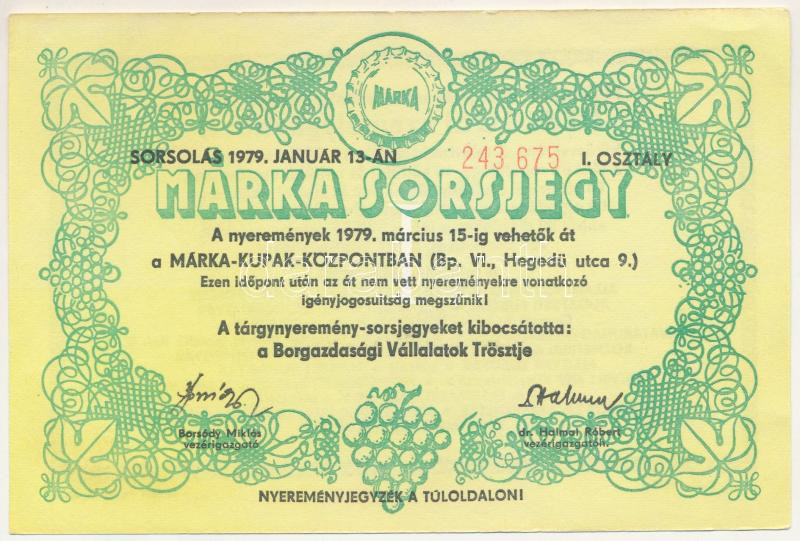 MÁRKA
SORSOLÁS 1979. JANUÁR 13-ÁN 243 675 I. OSZTÁLY
MÁRKA SORSJEGY
A nyeremények 1979. március 15-ig vehetők át
a MÁRKA-KUPAK-KÖZPONTBAN (Bp. VI., Hegedű utca 9.)
Ezen időpont után az át nem vett nyereményekre vonatkozó
igényjogosultság megszűnik!
A tárgynyeremény-sorsjegyeket kibocsátotta:
a Borgazdasági Vállalatok Trösztje
Borsódy Miklós
vezérigazgató
dr. Halmai Róbert
vezérigazgatóh.
NYEREMÉNYJEGYZÉK A TÚLOLDALON!